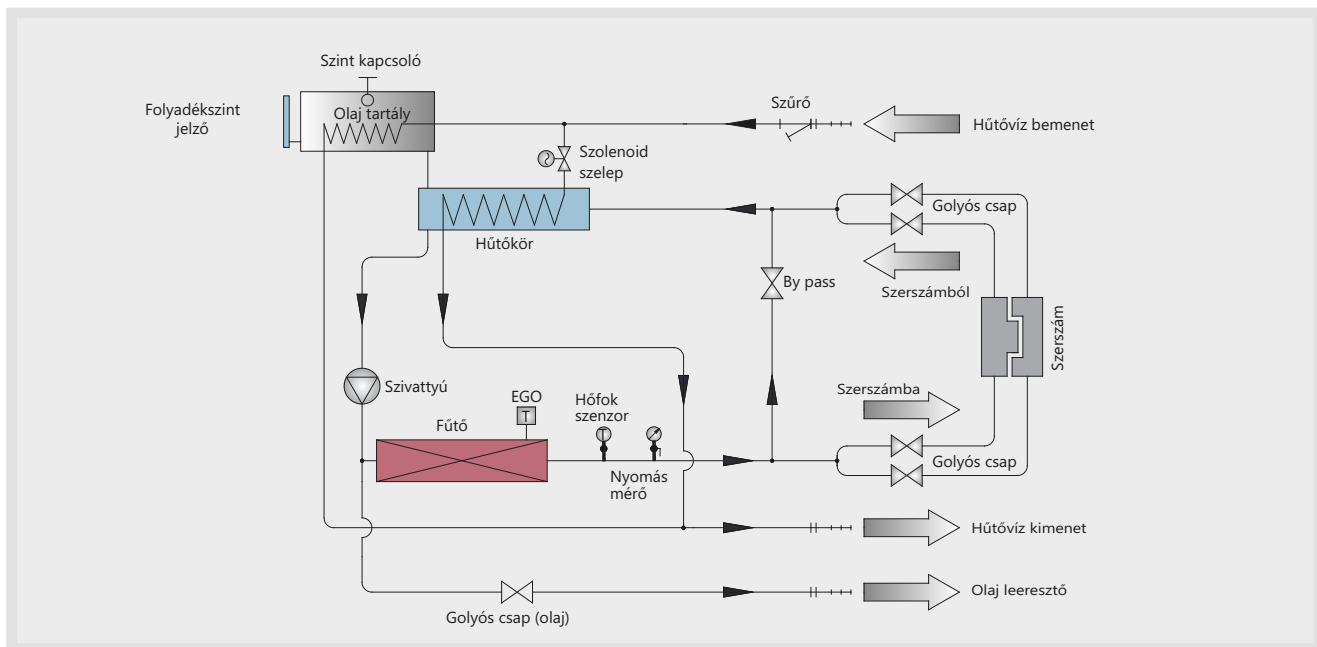 Szint kapcsoló
Folyadékszint
jelző
Olaj tartály
Szűrő
Hűtővíz bemenet
Szolenoid
szelep
Golyós csap
Hűtőkör
Szerszámból
By pass
Szerszám
Szivattyú
EGO
T
Hőfok
szenzor
T
Szerszámba
Fűtő
Golyós csap
Nyomás
mérő
Hűtővíz kimenet
Olaj leeresztő
Golyós csap (olaj)